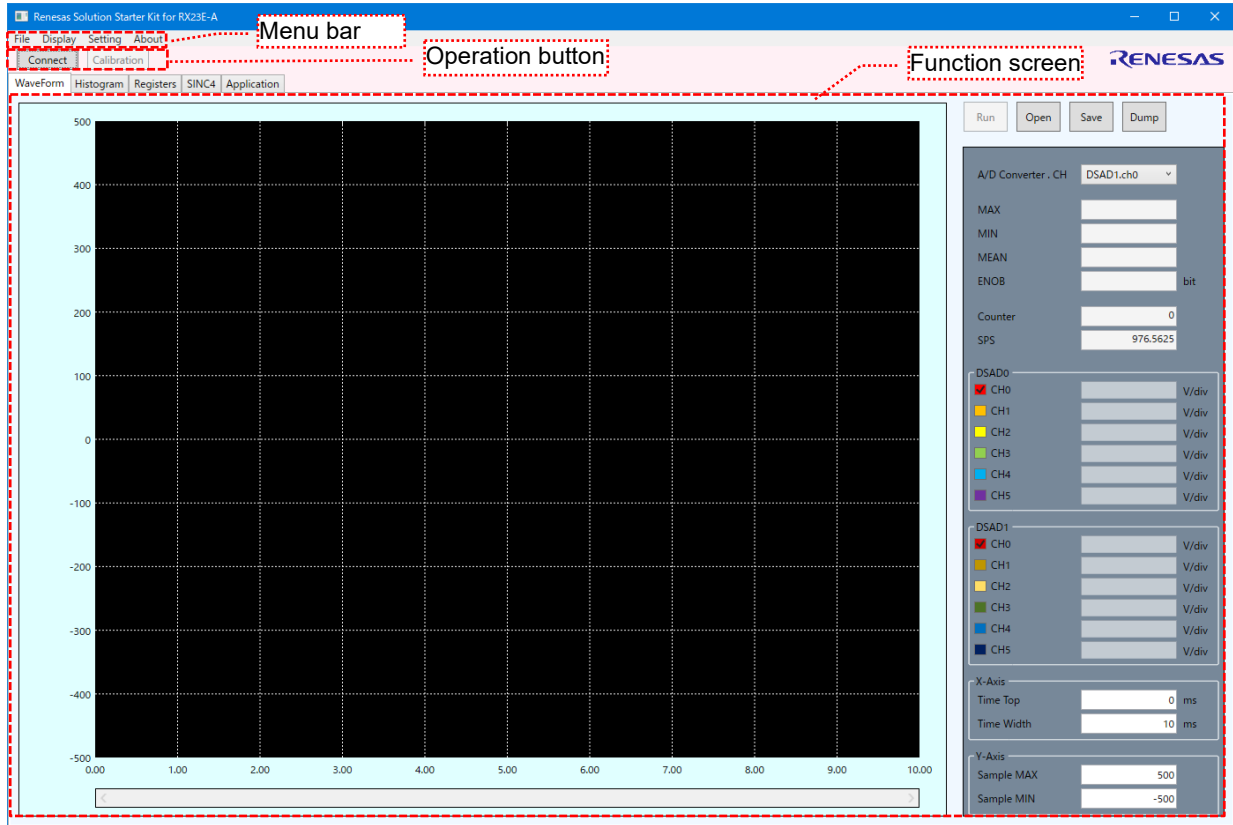 Renesas Solution Starter Kit for RX23E-A
File Display Setting About
Menu bar
Connect Calibration
Operation button
Function screen
RENESAS
WaveForm Histogram Registers SINC4 Application
Run Open Save Dump
A/D Converter . CH DSAD1.ch0
MAX
MIN
MEAN
ENOB bit
Counter 0
SPS 976.5625
DSAD0
CH0 V/div
CH1 V/div
CH2 V/div
CH3 V/div
CH4 V/div
CH5 V/div
DSAD1
CH0 V/div
CH1 V/div
CH2 V/div
CH3 V/div
CH4 V/div
CH5 V/div
X-Axis
Time Top 0 ms
Time Width 10 ms
Y-Axis
Sample MAX 500
Sample MIN -500
500
400
300
200
100
0
-100
-200
-300
-400
-500
0.00 1.00 2.00 3.00 4.00 5.00 6.00 7.00 8.00 9.00 10.00